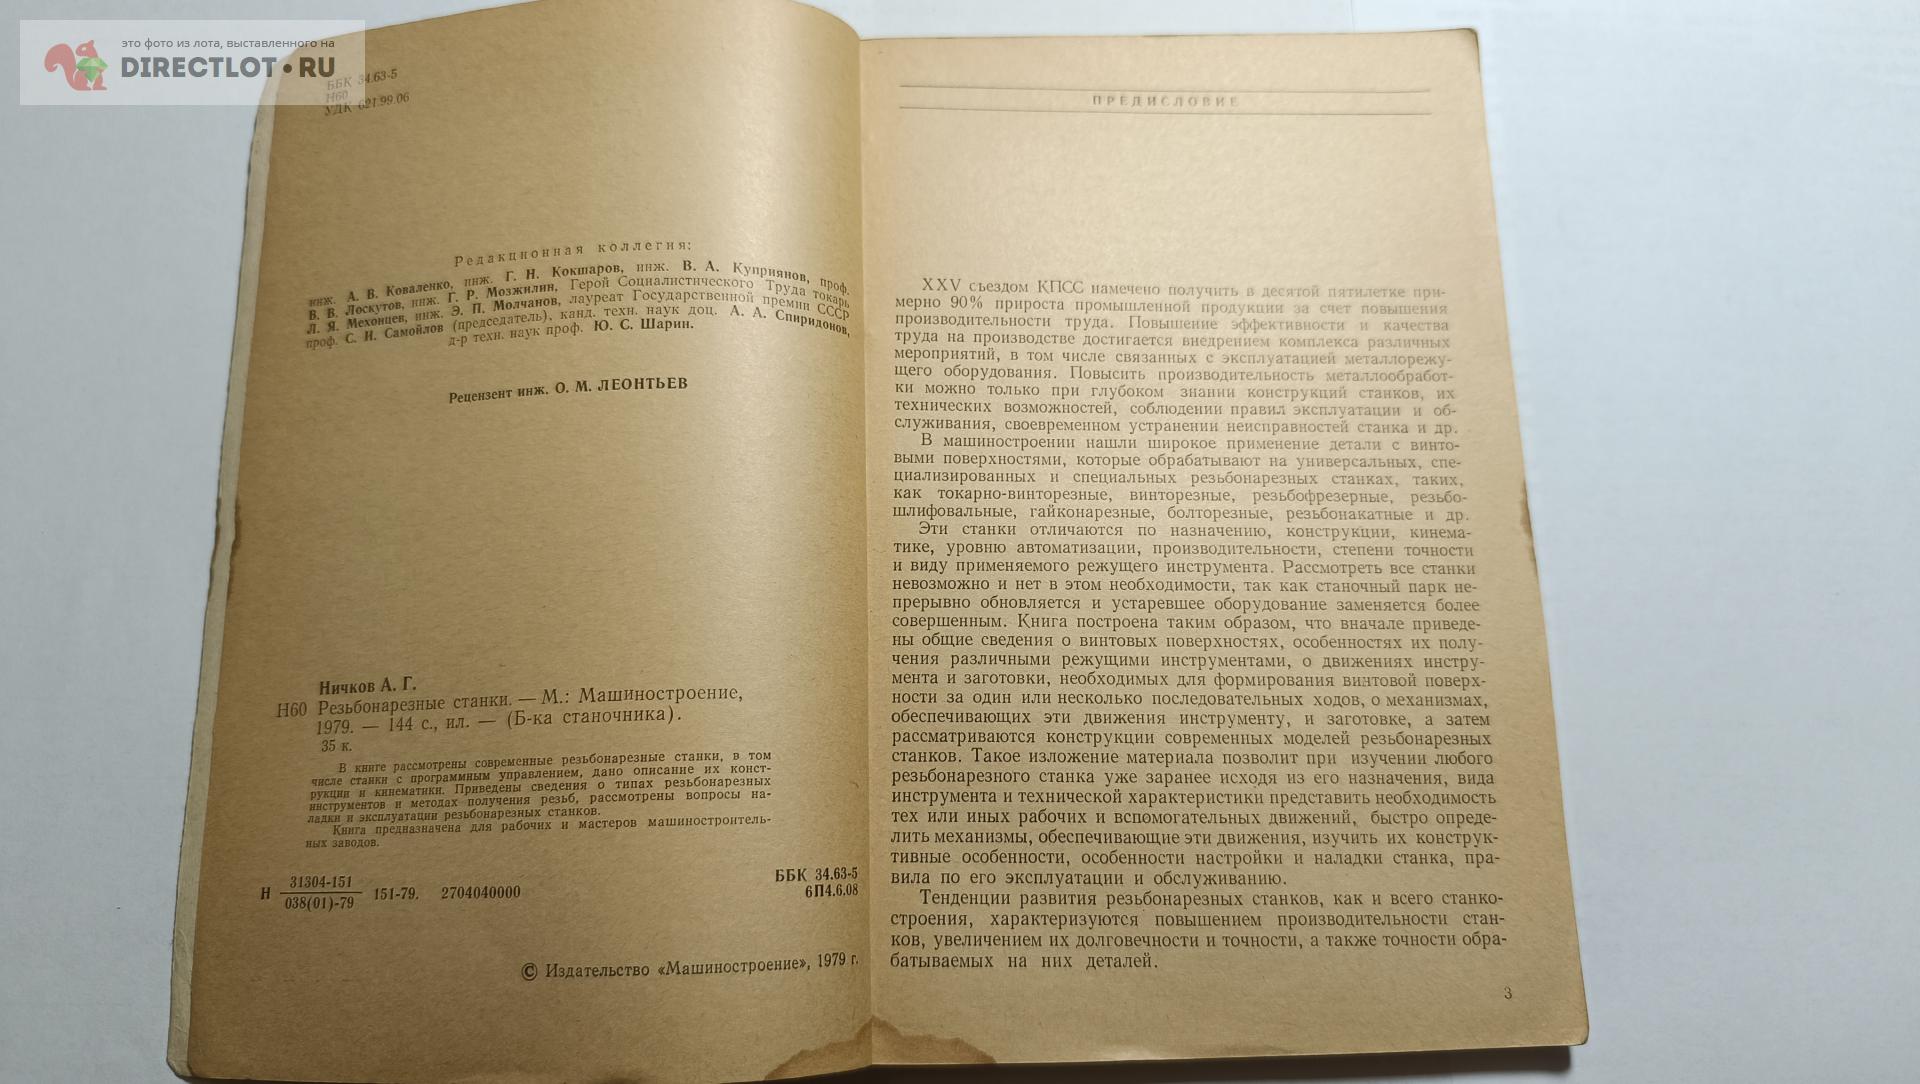 это фото из лота, выставленного на
DIRECTLOT•RU
ББК 34.63-5
Н60
УДК 621.99.06
Редакционная коллегия:
инж. А. В. Коваленко, инж. Г. Н. Кокшаров, инж. В. А. Куприянов, проф.
В. В. Лоскутов, инж. Г. Р. Мозжилин, Герой Социалистического Труда токарь
Л. Я. Мехонцев, инж. Э. П. Молчанов, лауреат Государственной премии СССР
проф. С. И. Самойлов (председатель), канд. техн. наук доц. А. А. Спиридонов,
д-р техн. наук проф. Ю. С. Шарин.
Рецензент инж. О. М. ЛЕОНТЬЕВ
Ничков А. Г.
Н60 Резьбонарезные станки. — М.: Машиностроение,
1979. — 144 с., ил. — (Б-ка станочника).
35 к.
В книге рассмотрены современные резьбонарезные станки, в том
числе станки с программным управлением, дано описание их конст-
рукции и кинематики. Приведены сведения о типах резьбонарезных
инструментов и методах получения резьб, рассмотрены вопросы на-
ладки и эксплуатации резьбонарезных станков.
Книга предназначена для рабочих и мастеров машиностроитель-
ных заводов.
Н 31304-151
038(01)-79 151-79. 2704040000
ББК 34.63-5
6П4.6.08
© Издательство «Машиностроение», 1979 г.
ПРЕДИСЛОВИЕ
XXV съездом КПСС намечено получить в десятой пятилетке при-
мерно 90% прироста промышленной продукции за счет повышения
производительности труда. Повышение эффективности и качества
труда на производстве достигается внедрением комплекса различных
мероприятий, в том числе связанных с эксплуатацией металлорежу-
щего оборудования. Повысить производительность металлообработ-
ки можно только при глубоком знании конструкций станков, их
технических возможностей, соблюдении правил эксплуатации и об-
служивания, своевременном устранении неисправностей станка и др.
В машиностроении нашли широкое применение детали с винто-
выми поверхностями, которые обрабатывают на универсальных, спе-
циализированных и специальных резьбонарезных станках, таких,
как токарно-винторезные, винторезные, резьбофрезерные, резьбо-
шлифовальные, гайконарезные, болторезные, резьбонакатные и др.
Эти станки отличаются по назначению, конструкции, кинема-
тике, уровню автоматизации, производительности, степени точности
и виду применяемого режущего инструмента. Рассмотреть все станки
невозможно и нет в этом необходимости, так как станочный парк не-
прерывно обновляется и устаревшее оборудование заменяется более
совершенным. Книга построена таким образом, что вначале приведе-
ны общие сведения о винтовых поверхностях, особенностях их полу-
чения различными режущими инструментами, о движениях инстру-
мента и заготовки, необходимых для формирования винтовой поверх-
ности за один или несколько последовательных ходов, о механизмах,
обеспечивающих эти движения инструменту, и заготовке, а затем
рассматриваются конструкции современных моделей резьбонарезных
станков. Такое изложение материала позволит при изучении любого
резьбонарезного станка уже заранее исходя из его назначения, вида
инструмента и технической характеристики представить необходимость
тех или иных рабочих и вспомогательных движений, быстро опреде-
лить механизмы, обеспечивающие эти движения, изучить их конструк-
тивные особенности, особенности настройки и наладки станка, пра-
вила по его эксплуатации и обслуживанию.
Тенденции развития резьбонарезных станков, как и всего станко-
строения, характеризуются повышением производительности стан-
ков, увеличением их долговечности и точности, а также точности обра-
батываемых на них деталей.
3